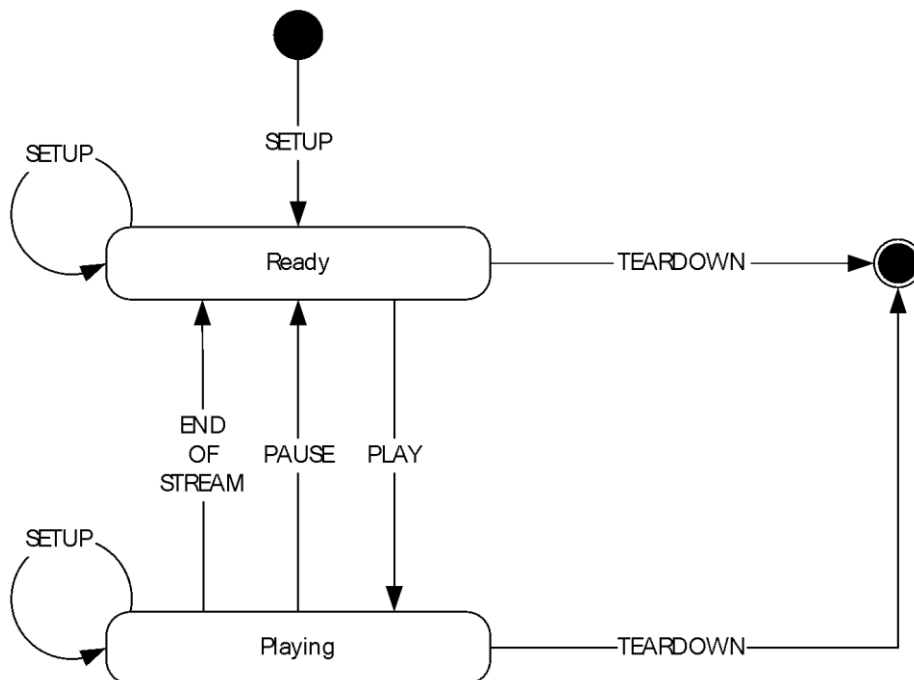 SETUP
SETUP
Ready
TEARDOWN
END
OF
STREAM
PAUSE
PLAY
SETUP
Playing
TEARDOWN